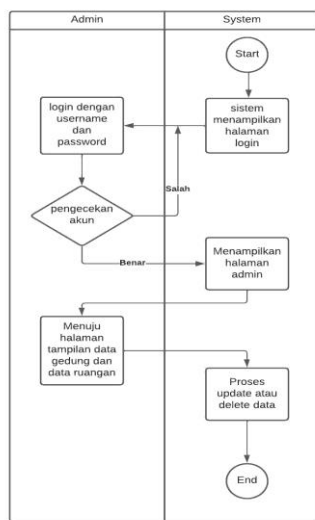 Admin
System
Start
login dengan
username
dan
password
sistem
menampilkan
halaman
login
Salah
pengecekan
akun
Benar
Menampilkan
halaman
admin
Menuju
halaman
tampilan data
gedung dan
data ruangan
Proses
update atau
delete data
End